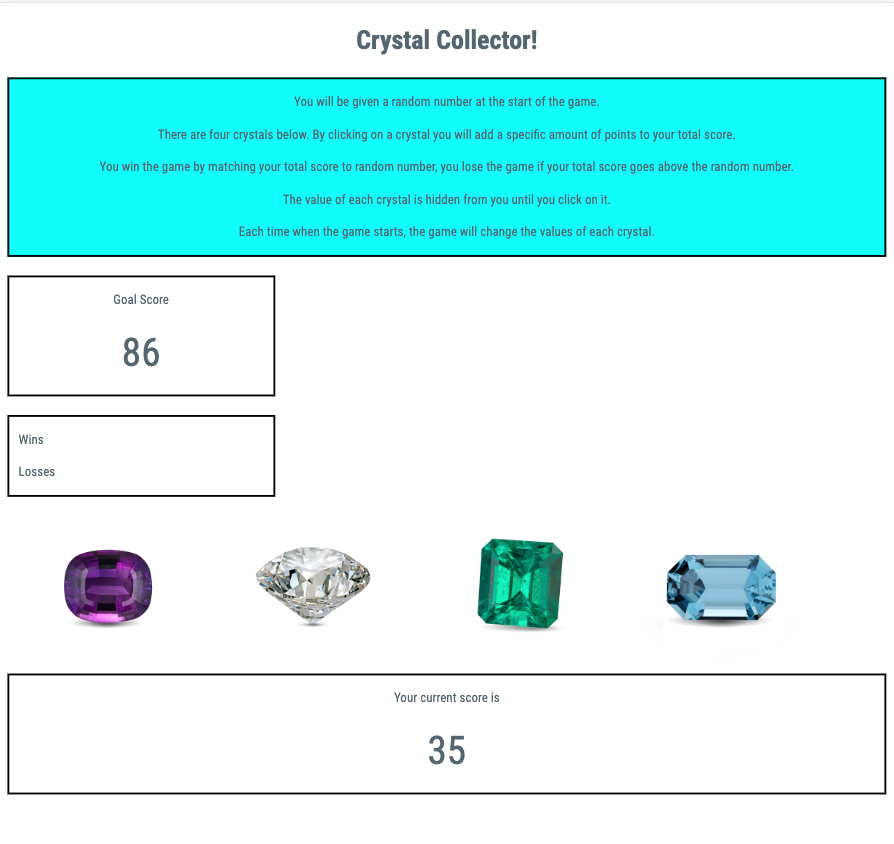 Crystal Collector!
You will be given a random number at the start of the game.
There are four crystals below. By clicking on a crystal you will add a specific amount of points to your total score.
You win the game by matching your total score to random number, you lose the game if your total score goes above the random number.
The value of each crystal is hidden from you until you click on it.
Each time when the game starts, the game will change the values of each crystal.
Goal Score
86
Wins
Losses
Your current score is
35